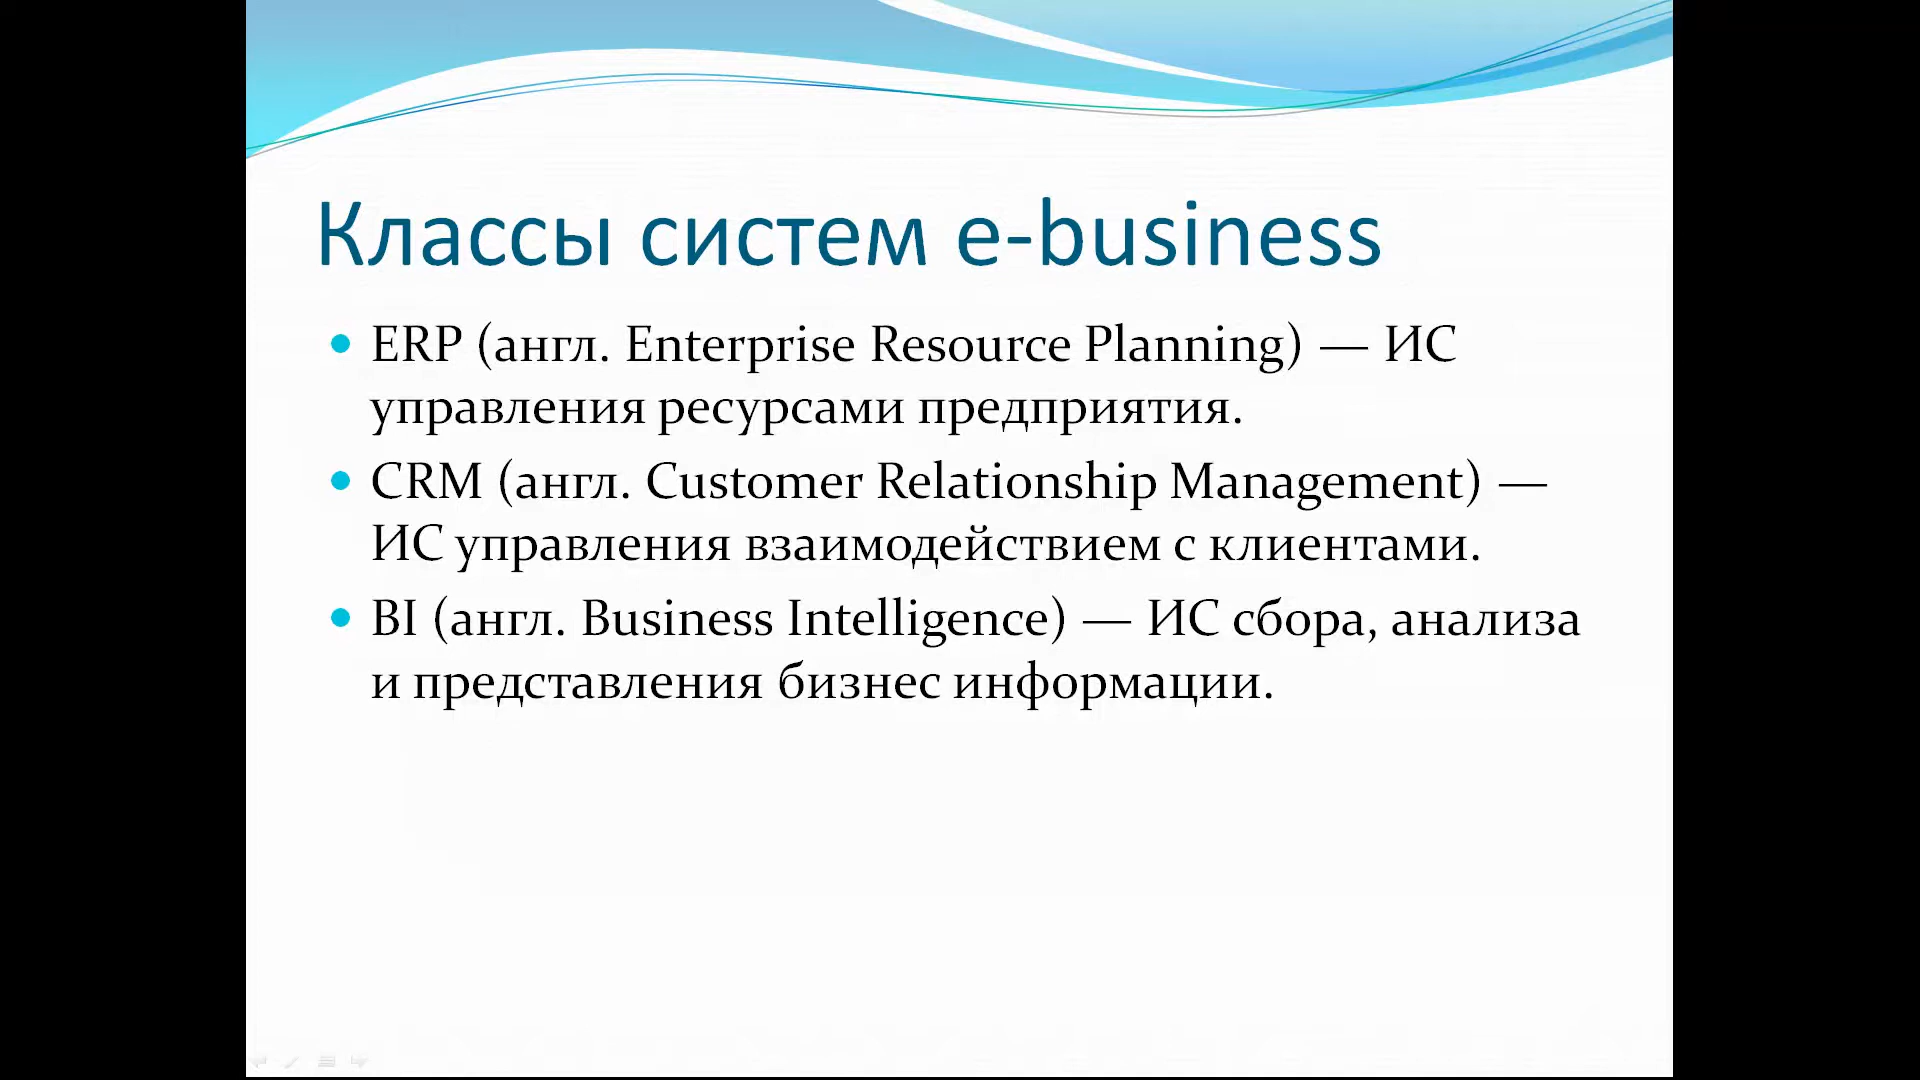 Классы систем e-business
• ERP (англ. Enterprise Resource Planning) — ИС
управления ресурсами предприятия.
• CRM (англ. Customer Relationship Management) —
ИС управления взаимодействием с клиентами.
• BI (англ. Business Intelligence) — ИС сбора, анализа
и представления бизнес информации.